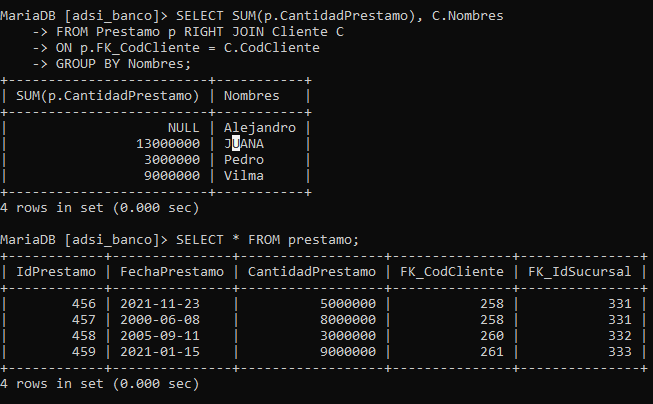 MariaDB [adsi_banco]> SELECT SUM(p.CantidadPrestamo), C.Nombres
    -> FROM Prestamo p RIGHT JOIN Cliente C
    -> ON p.FK_CodCliente = C.CodCliente
    -> GROUP BY Nombres;
+-------------------------+-----------+
| SUM(p.CantidadPrestamo) | Nombres   |
+-------------------------+-----------+
|                    NULL | Alejandro |
|                13000000 | JUANA     |
|                 3000000 | Pedro     |
|                 9000000 | Vilma     |
+-------------------------+-----------+
4 rows in set (0.000 sec)

MariaDB [adsi_banco]> SELECT * FROM prestamo;
+------------+---------------+------------------+---------------+---------------+
| IdPrestamo | FechaPrestamo | CantidadPrestamo | FK_CodCliente | FK_IdSucursal |
+------------+---------------+------------------+---------------+---------------+
|        456 | 2021-11-23    |          5000000 |           258 |           331 |
|        457 | 2000-06-08    |          8000000 |           258 |           331 |
|        458 | 2005-09-11    |          3000000 |           260 |           332 |
|        459 | 2021-01-15    |          9000000 |           261 |           333 |
+------------+---------------+------------------+---------------+---------------+
4 rows in set (0.000 sec)